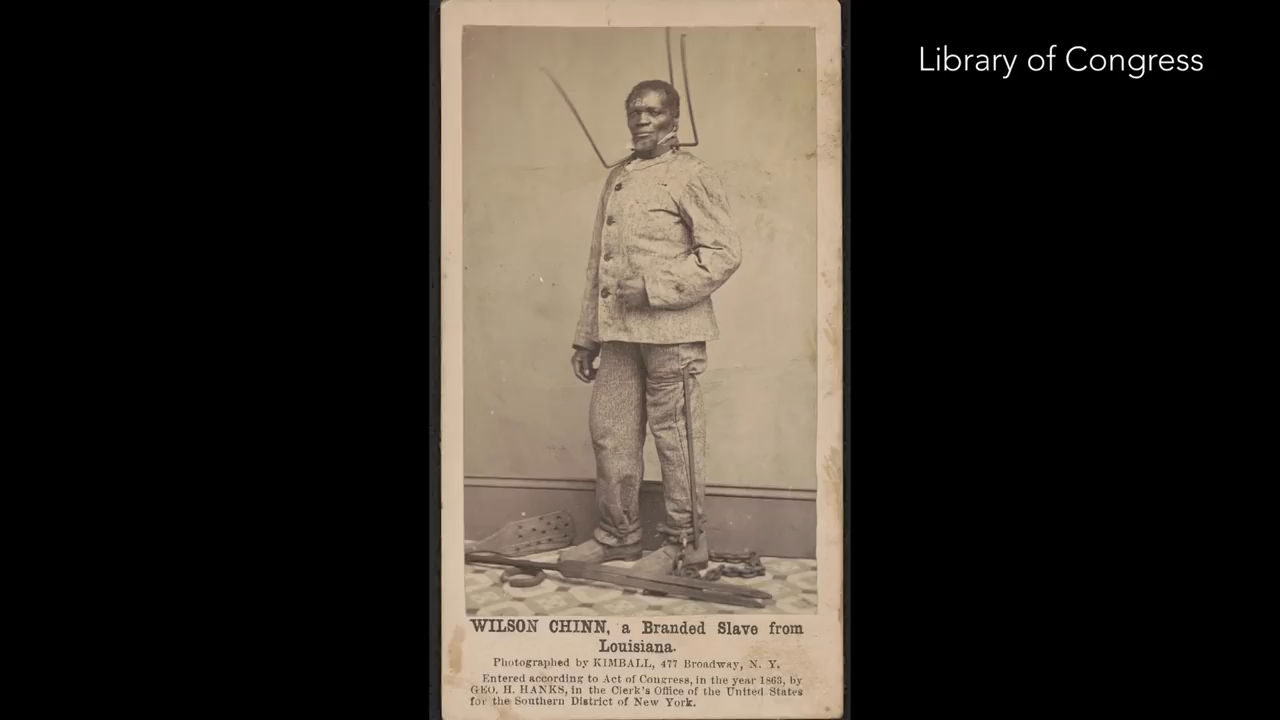 Library of Congress
WILSON CHINN, a Branded Slave from
Louisiana.
Photographed by KIMBALL, 477 Broadway, N. Y.
Entered according to Act of Congress, in the year 1863, by
GEO. H. HANKS, in the Clerk's Office of the United States
for the Southern District of New York.